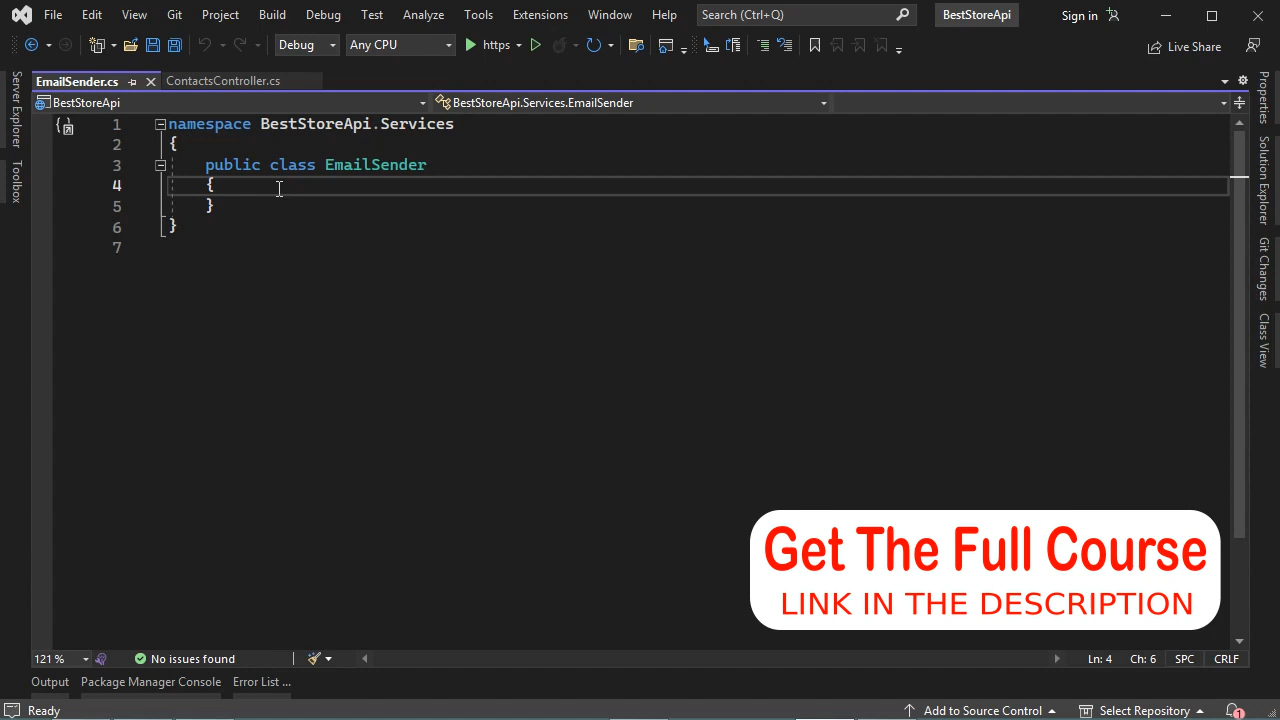 File Edit View Git Project Build Debug Test Analyze Tools Extensions Window Help Search (Ctrl+Q) BestStoreApi Sign in
Debug Any CPU https Live Share
EmailSender.cs ContactsController.cs
BestStoreApi BestStoreApi.Services.EmailSender
1 namespace BestStoreApi.Services
2 {
3 public class EmailSender
4 {
5 }
6 }
7
Server Explorer
Toolbox
Properties
Solution Explorer
Git Changes
Class View
Get The Full Course
LINK IN THE DESCRIPTION
121 % No issues found Ln: 4 Ch: 6 SPC CRLF
Output Package Manager Console Error List ...
Ready Add to Source Control Select Repository 1